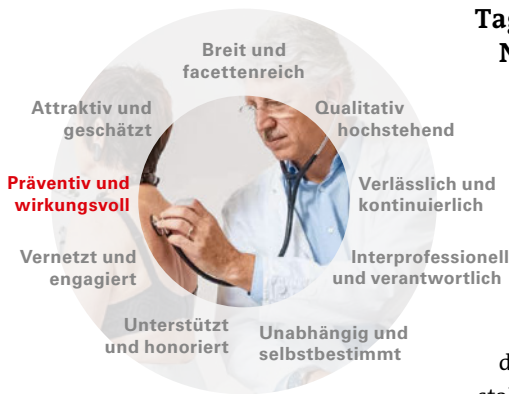 Breit und
facettenreich
Qualitativ
hochstehend
Verlässlich und
kontinuierlich
Interprofessionell
und verantwortlich
Unabhängig und
selbstbestimmt
Unterstützt
und honoriert
Vernetzt und
engagiert
Präventiv und
wirkungsvoll
Attraktiv und
geschätzt
Tag
N
d